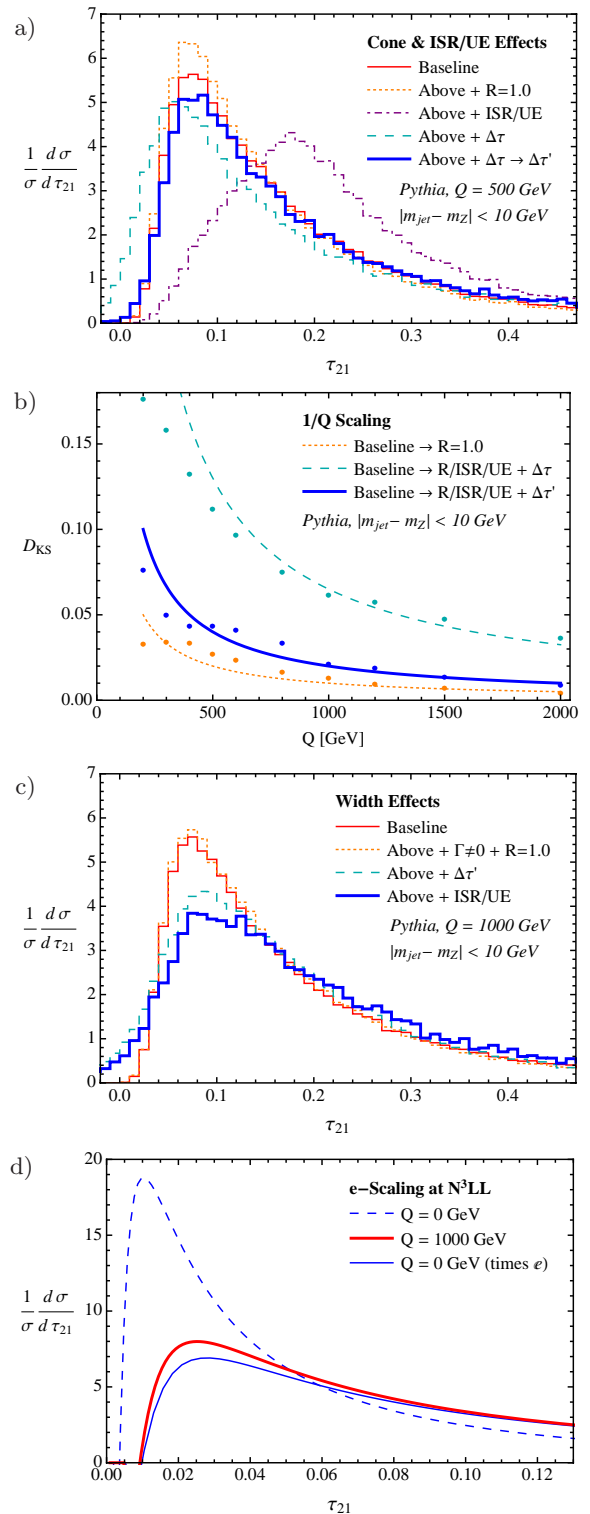 a)
7
6
5
4
3
2
1
0
1/σ dσ/dτ21
Cone & ISR/UE Effects
Baseline
Above + R=1.0
Above + ISR/UE
Above + Δτ
Above + Δτ → Δτ'
Pythia, Q = 500 GeV
|mjet − mZ| < 10 GeV
0.0 0.1 0.2 0.3 0.4
τ21
b)
0.15
0.10
0.05
0.00
DKS
1/Q Scaling
Baseline → R=1.0
Baseline → R/ISR/UE + Δτ
Baseline → R/ISR/UE + Δτ'
Pythia, |mjet − mZ| < 10 GeV
0 500 1000 1500 2000
Q [GeV]
c)
7
6
5
4
3
2
1
0
1/σ dσ/dτ21
Width Effects
Baseline
Above + Γ≠0 + R=1.0
Above + Δτ'
Above + ISR/UE
Pythia, Q = 1000 GeV
|mjet − mZ| < 10 GeV
0.0 0.1 0.2 0.3 0.4
τ21
d)
20
15
10
5
0
1/σ dσ/dτ21
e−Scaling at N³LL
Q = 0 GeV
Q = 1000 GeV
Q = 0 GeV (times e)
0.00 0.02 0.04 0.06 0.08 0.10 0.12
τ21